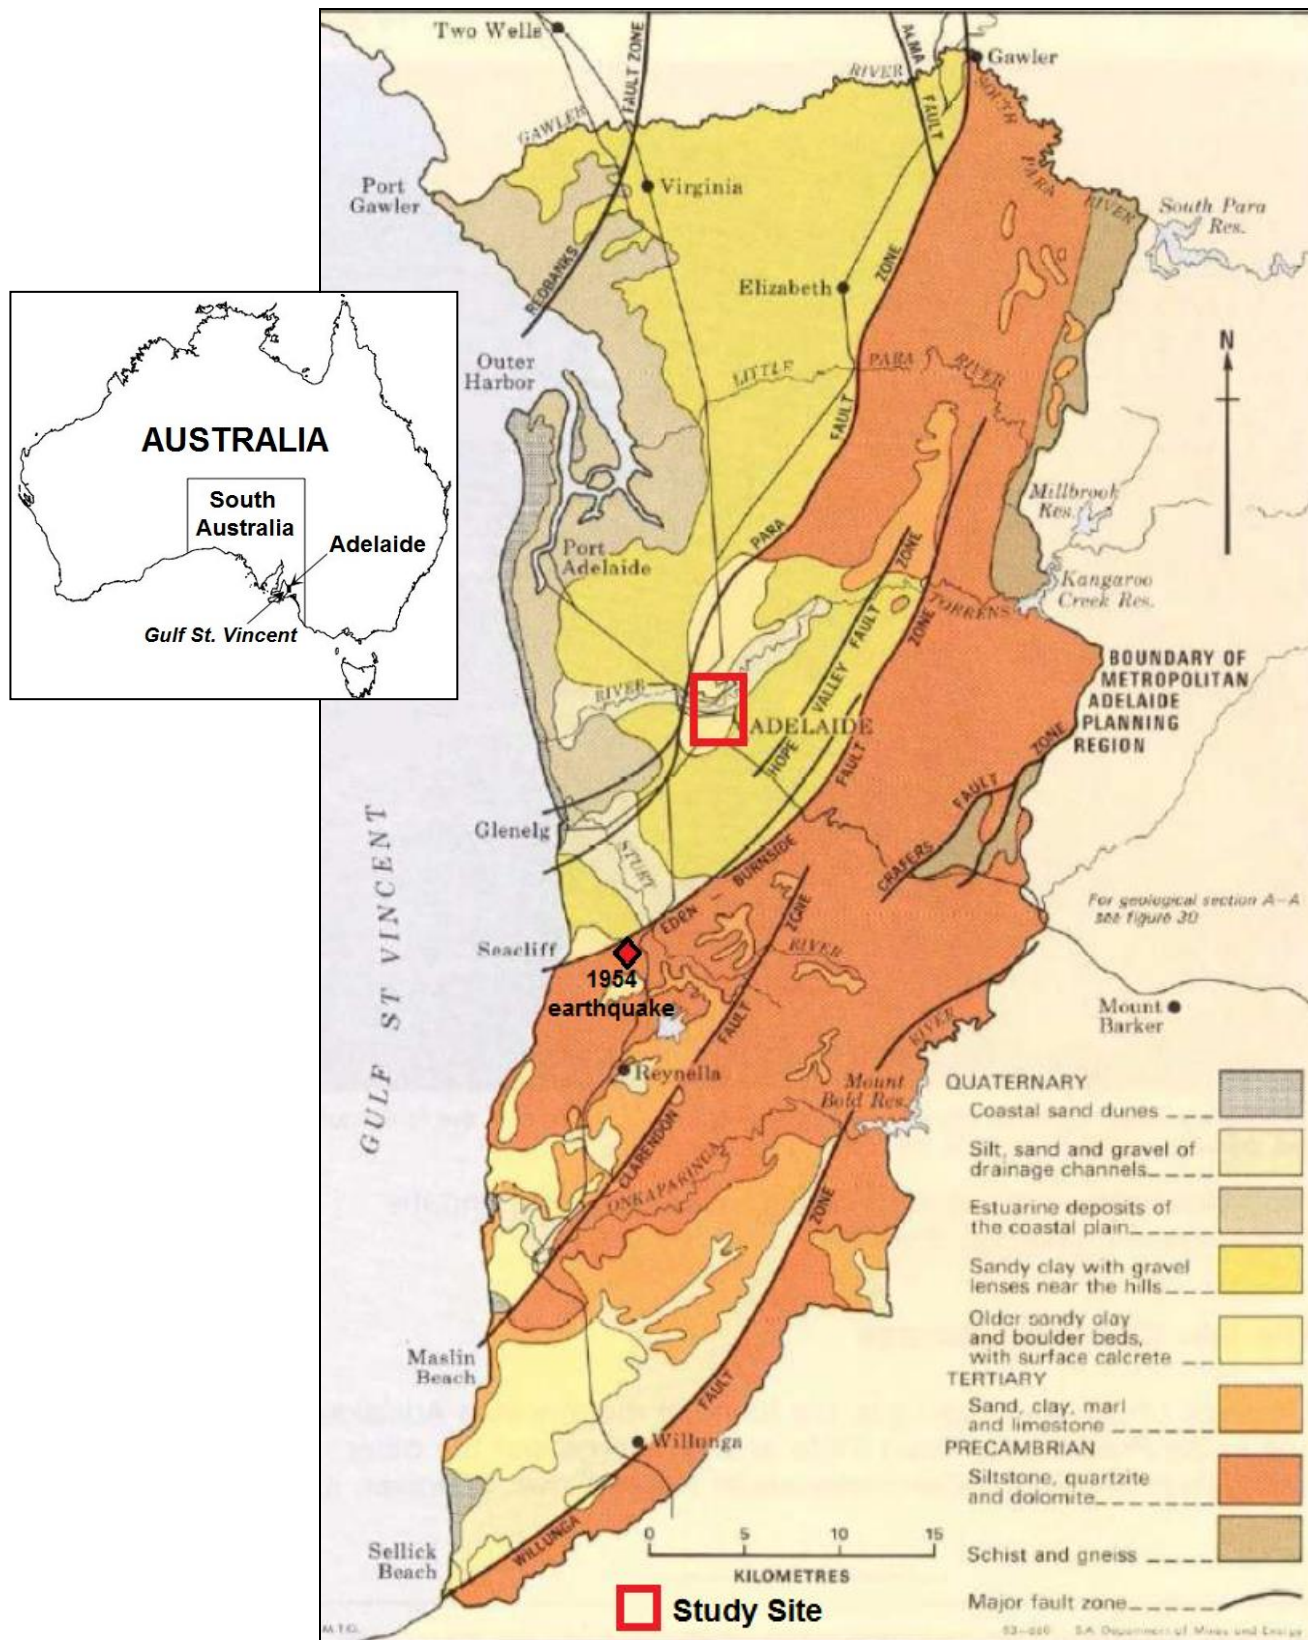 Two Wells
FAULT ZONE
ALMA
FAULT
Gawler
RIVER
GAWLER
SOUTH
PARA
RIVER
Port
Gawler
Virginia
South Para
Res.
REDBANKS
Elizabeth
ZONE
N
Outer
Harbor
LITTLE
PARA
RIVER
FAULT
AUSTRALIA
South
Australia
Adelaide
Gulf St. Vincent
Millbrook
Res.
PARA
ZONE
Port
Adelaide
Kangaroo
Creek Res.
TORRENS
FAULT
ZONE
VALLEY
HOPE
BOUNDARY OF
METROPOLITAN
ADELAIDE
PLANNING
REGION
RIVER
ADELAIDE
FAULT
ZONE
FAULT
CRAFERS
Glenelg
STURT
BURNSIDE
EDEN
For geological section A-A
see figure 30
GULF ST VINCENT
Seacliff
ZONE
RIVER
1954
earthquake
FAULT
Mount
Barker
RIVER
Reynella
Mount
Bold Res.
CLARENDON
ONKAPARINGA
ZONE
QUATERNARY
Coastal sand dunes
Silt, sand and gravel of
drainage channels
Estuarine deposits of
the coastal plain
Sandy clay with gravel
lenses near the hills
Older sandy clay
and boulder beds,
with surface calcrete
TERTIARY
Sand, clay, marl
and limestone
PRECAMBRIAN
Siltstone, quartzite
and dolomite
Schist and gneiss
Major fault zone
Maslin
Beach
FAULT
Willunga
WILLUNGA
Sellick
Beach
0 5 10 15
KILOMETRES
Study Site
M.T.G.
S.A. Department of Mines and Energy